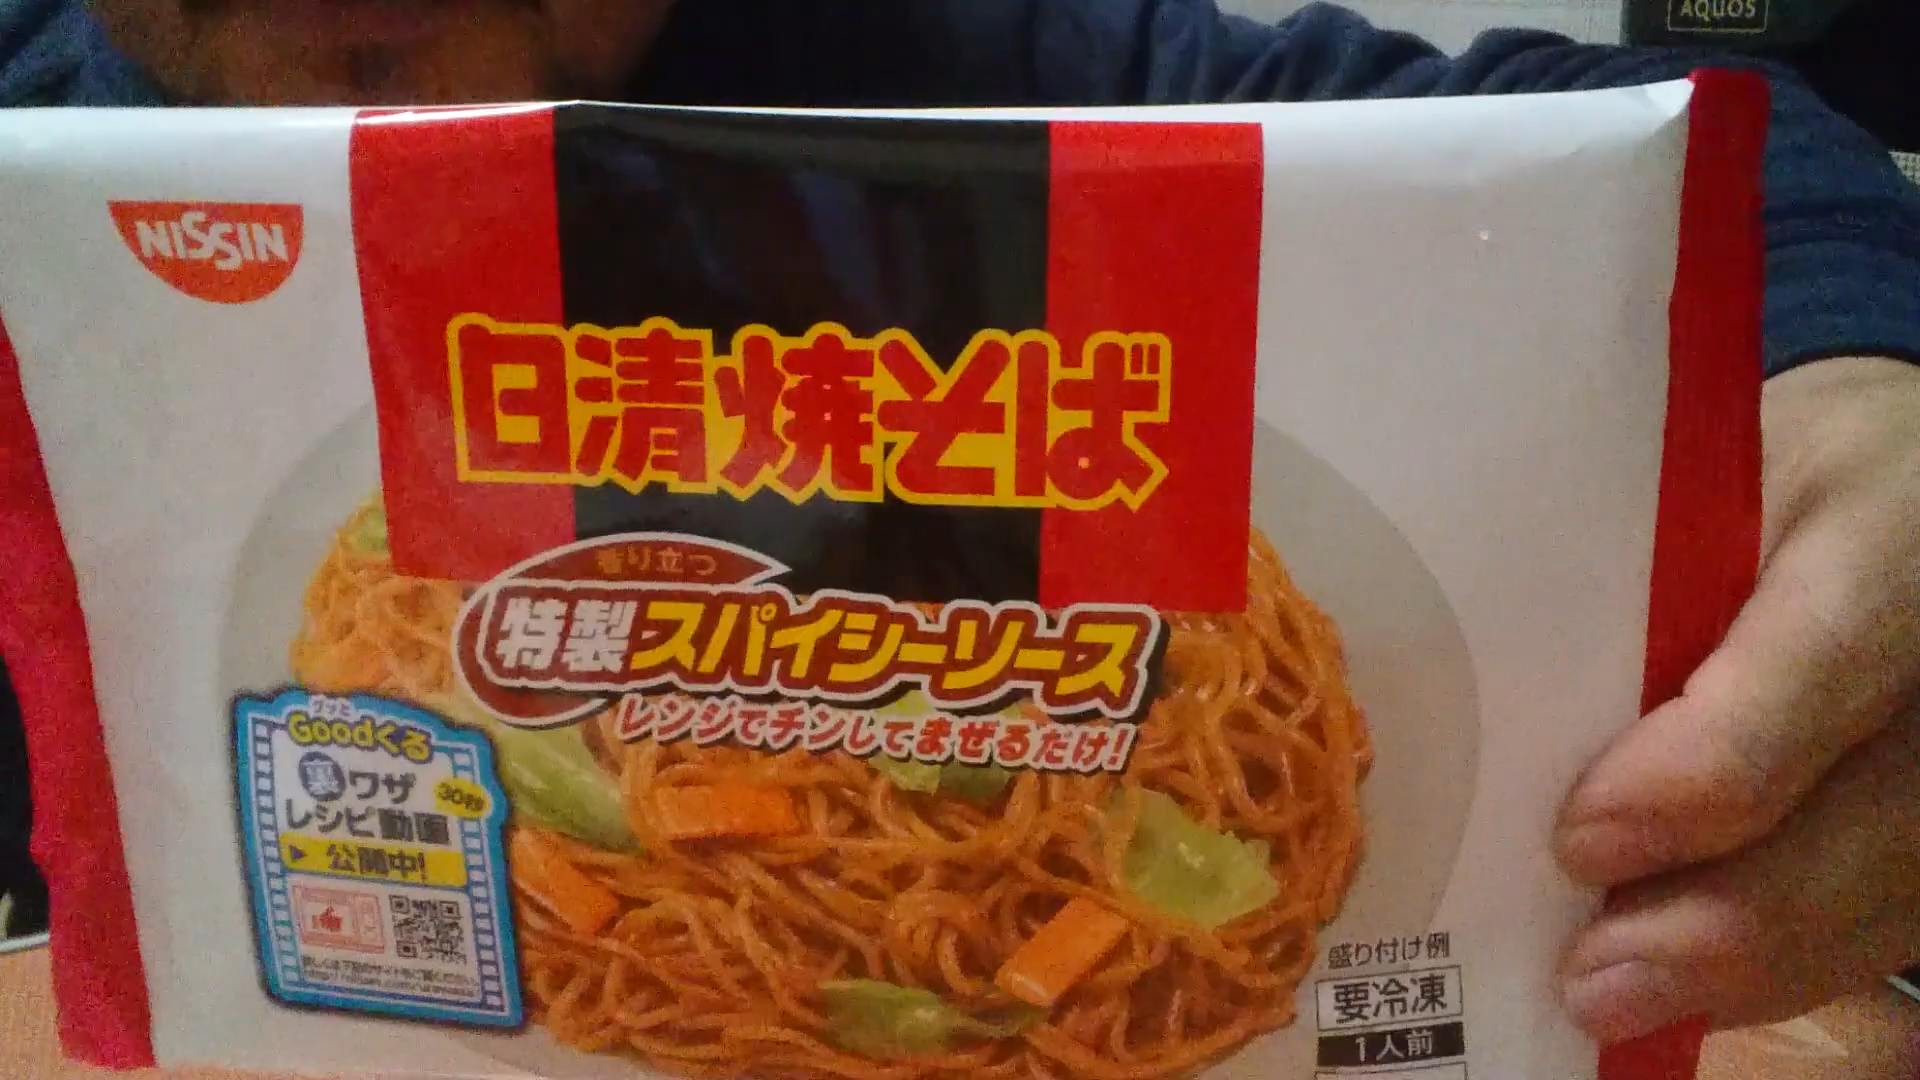 AQUOS
NISSIN
日清焼そば
香り立つ
特製スパイシーソース
レンジでチンしてまぜるだけ!
グッと
Goodくる
裏ワザ
30秒
レシピ動画
公開中!
盛り付け例
要冷凍
1人前